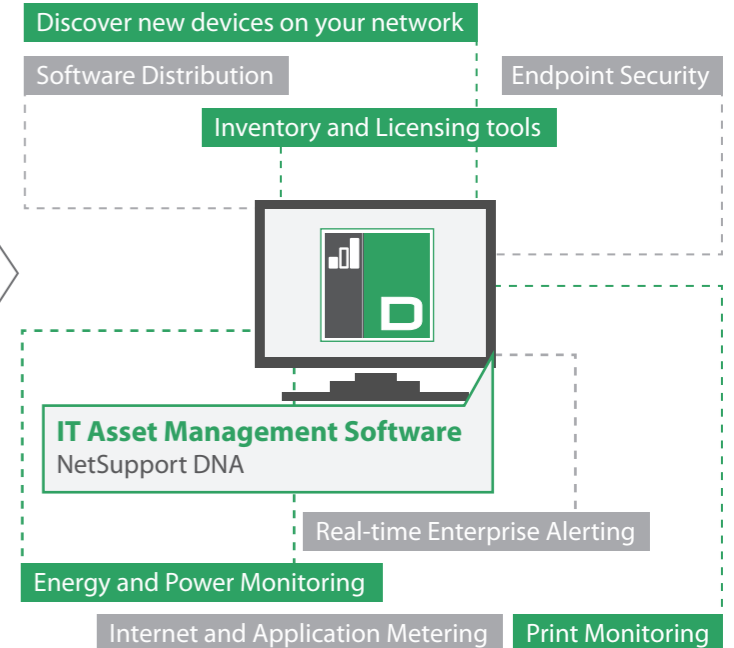 Discover new devices on your network
Software Distribution
Endpoint Security
Inventory and Licensing tools
D
IT Asset Management Software
NetSupport DNA
Real-time Enterprise Alerting
Energy and Power Monitoring
Internet and Application Metering
Print Monitoring